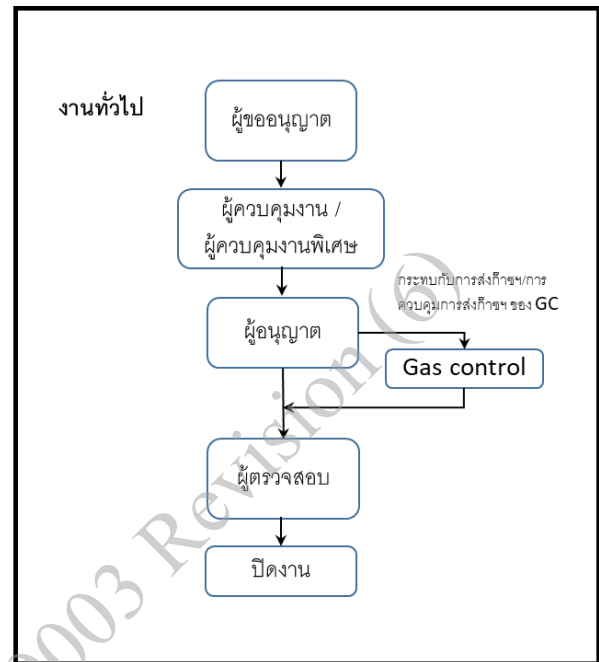 งานทั่วไป
ผู้ขออนุญาต
ผู้ควบคุมงาน /
ผู้ควบคุมงานพิเศษ
กระทบกับการส่งก๊าซฯ/การ
ควบคุมการส่งก๊าซฯ ของ GC
ผู้อนุญาต
Gas control
ผู้ตรวจสอบ
ปิดงาน
0003 Revision (6)